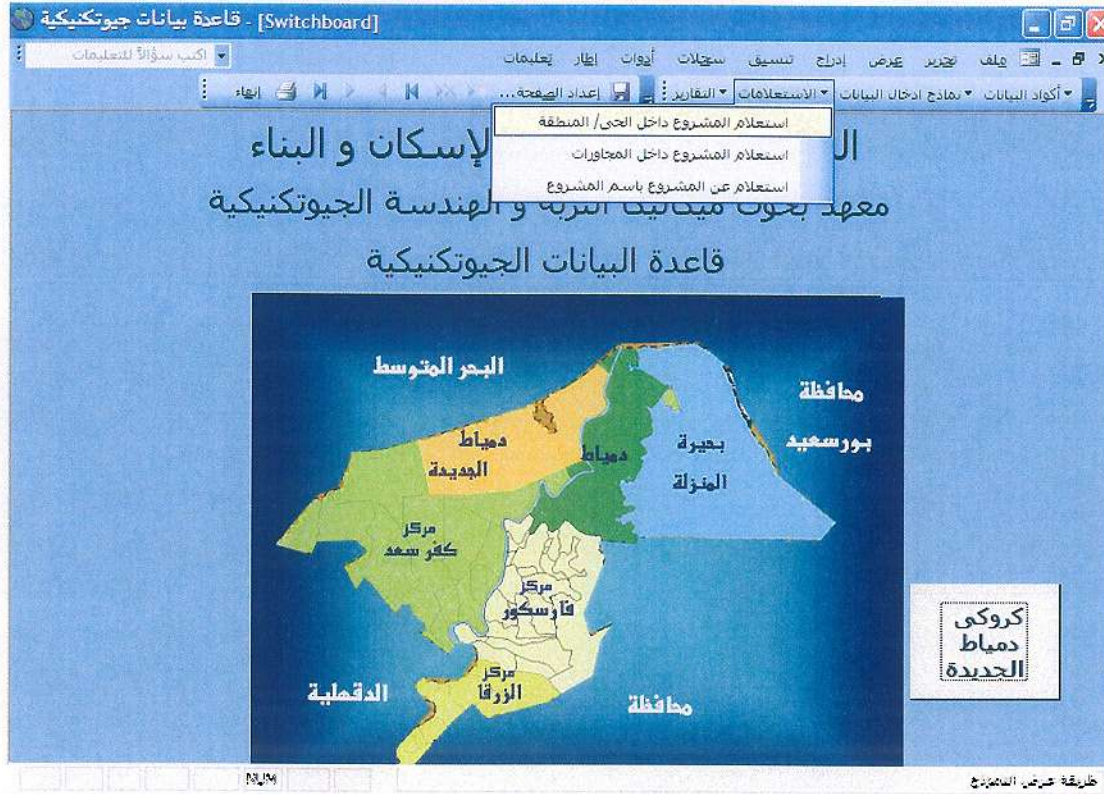 [Switchboard] - قاعدة بيانات جيوتكنيكية
ملف تحرير عرض إدراج تنسيق سجلات أدوات إطار تعليمات
اكتب سؤالاً للتعليمات
أكواد البيانات نماذج ادخال البيانات الاستعلامات التقارير إعداد الصفحة... إنهاء
استعلام المشروع داخل الحى/ المنطقة
استعلام المشروع داخل المجاورات
استعلام عن المشروع باسم المشروع
لإسكان و البناء
معهد بحوث ميكانيكا التربة و الهندسة الجيوتكنيكية
قاعدة البيانات الجيوتكنيكية
البحر المتوسط
محافظة
بورسعيد
دمياط
الجديدة
دمياط
بحيرة
المنزلة
مركز
كفر سعد
مركز
فارسكور
مركز
الزرقا
محافظة
الدقهلية
كروكى
دمياط
الجديدة
طريقة عرض النموذج
NUM